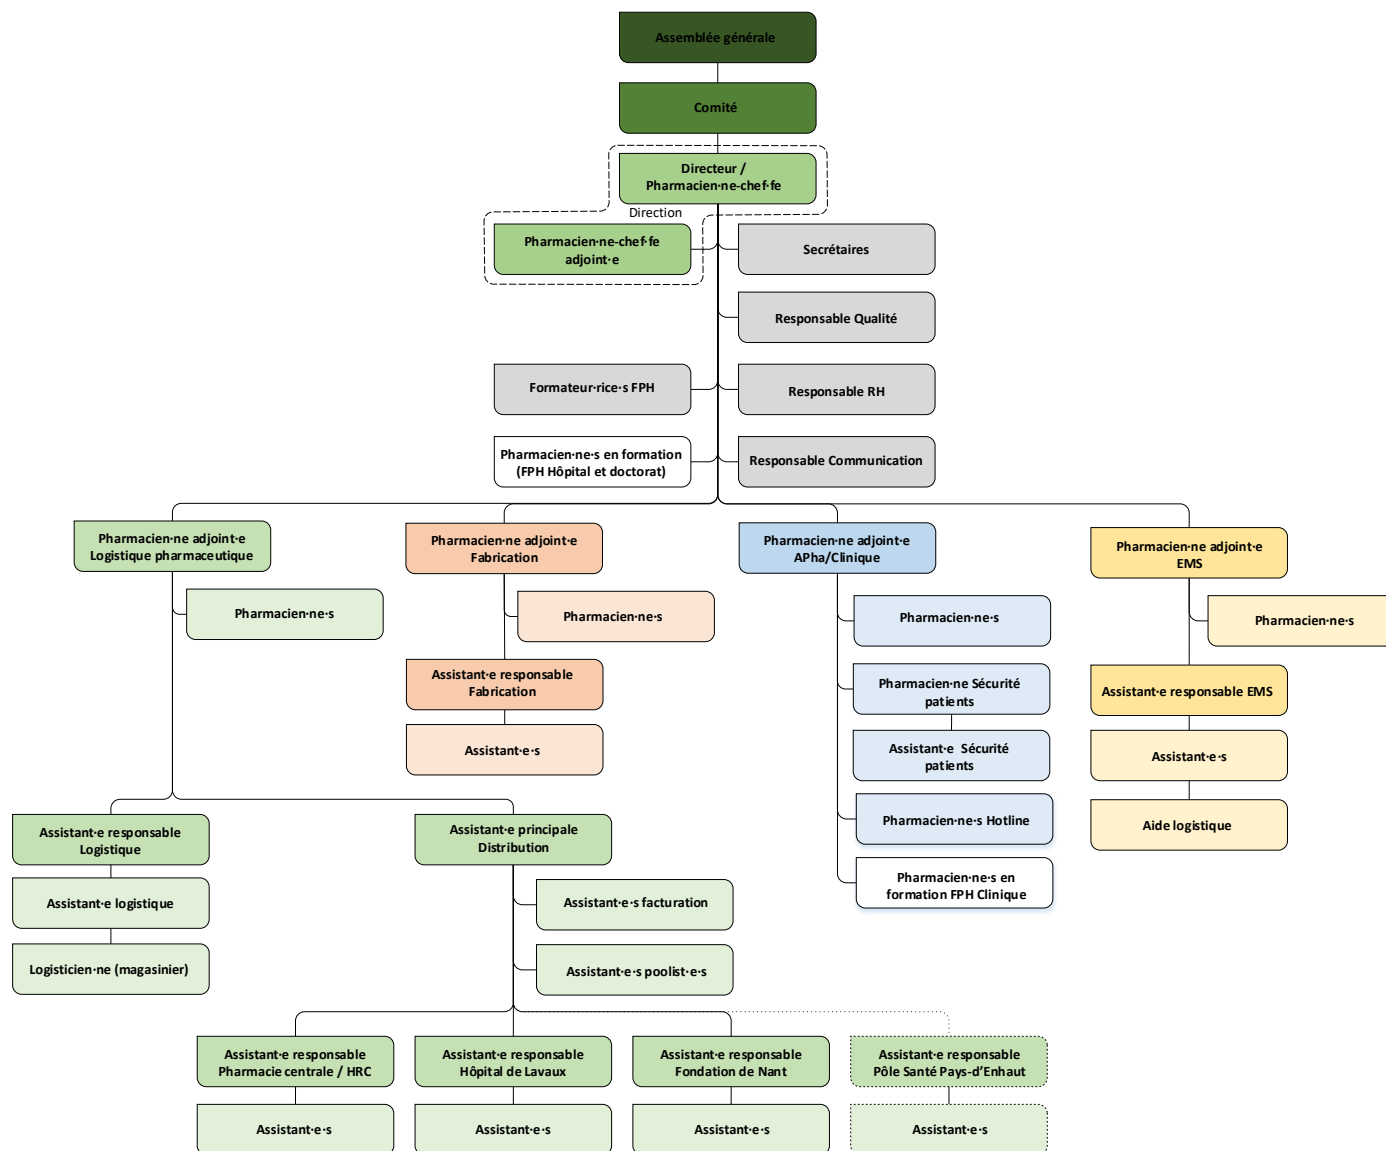 Assemblée générale
Comité
Directeur /
Pharmacien·ne-chef·fe
Direction
Pharmacien·ne-chef·fe
adjoint·e
Secrétaires
Responsable Qualité
Formateur·rice·s FPH
Responsable RH
Pharmacien·ne·s en formation
(FPH Hôpital et doctorat)
Responsable Communication
Pharmacien·ne adjoint·e
Logistique pharmaceutique
Pharmacien·ne adjoint·e
Fabrication
Pharmacien·ne adjoint·e
APha/Clinique
Pharmacien·ne adjoint·e
EMS
Pharmacien·ne·s
Pharmacien·ne·s
Pharmacien·ne·s
Pharmacien·ne·s
Assistant·e responsable
Fabrication
Pharmacien·ne Sécurité
patients
Assistant·e responsable EMS
Assistant·e·s
Assistant·e  Sécurité
patients
Assistant·e·s
Assistant·e responsable
Logistique
Assistant·e principale
Distribution
Pharmacien·ne·s Hotline
Aide logistique
Assistant·e logistique
Assistant·e·s facturation
Pharmacien·ne·s en
formation FPH Clinique
Logisticien·ne (magasinier)
Assistant·e·s poolist·e·s
Assistant·e responsable
Pharmacie centrale / HRC
Assistant·e responsable
Hôpital de Lavaux
Assistant·e responsable
Fondation de Nant
Assistant·e responsable
Pôle Santé Pays-d’Enhaut
Assistant·e·s
Assistant·e·s
Assistant·e·s
Assistant·e·s